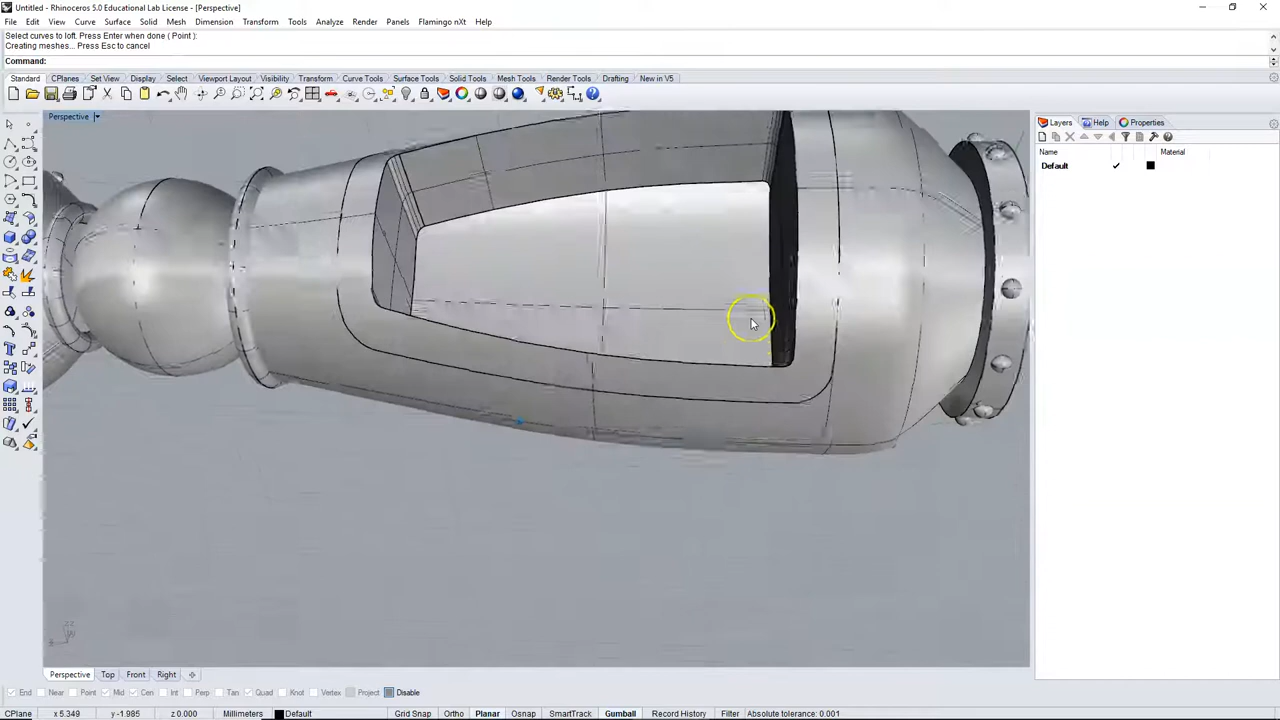 Untitled - Rhinoceros 5.0 Educational Lab License - [Perspective]
File Edit View Curve Surface Solid Mesh Dimension Transform Tools Analyze Render Panels Flamingo nXt Help
Select curves to loft. Press Enter when done ( Point ):
Creating meshes... Press Esc to cancel
Command:
Standard CPlanes Set View Display Select Viewport Layout Visibility Transform Curve Tools Surface Tools Solid Tools Mesh Tools Render Tools Drafting New in V5
Perspective
Layers Help Properties
Name Material
Default
Perspective Top Front Right
End Near Point Mid Cen Int Perp Tan Quad Knot Vertex Project Disable
CPlane x 5.349 y -1.985 z 0.000 Millimeters Default Grid Snap Ortho Planar Osnap SmartTrack Gumball Record History Filter Absolute tolerance: 0.001